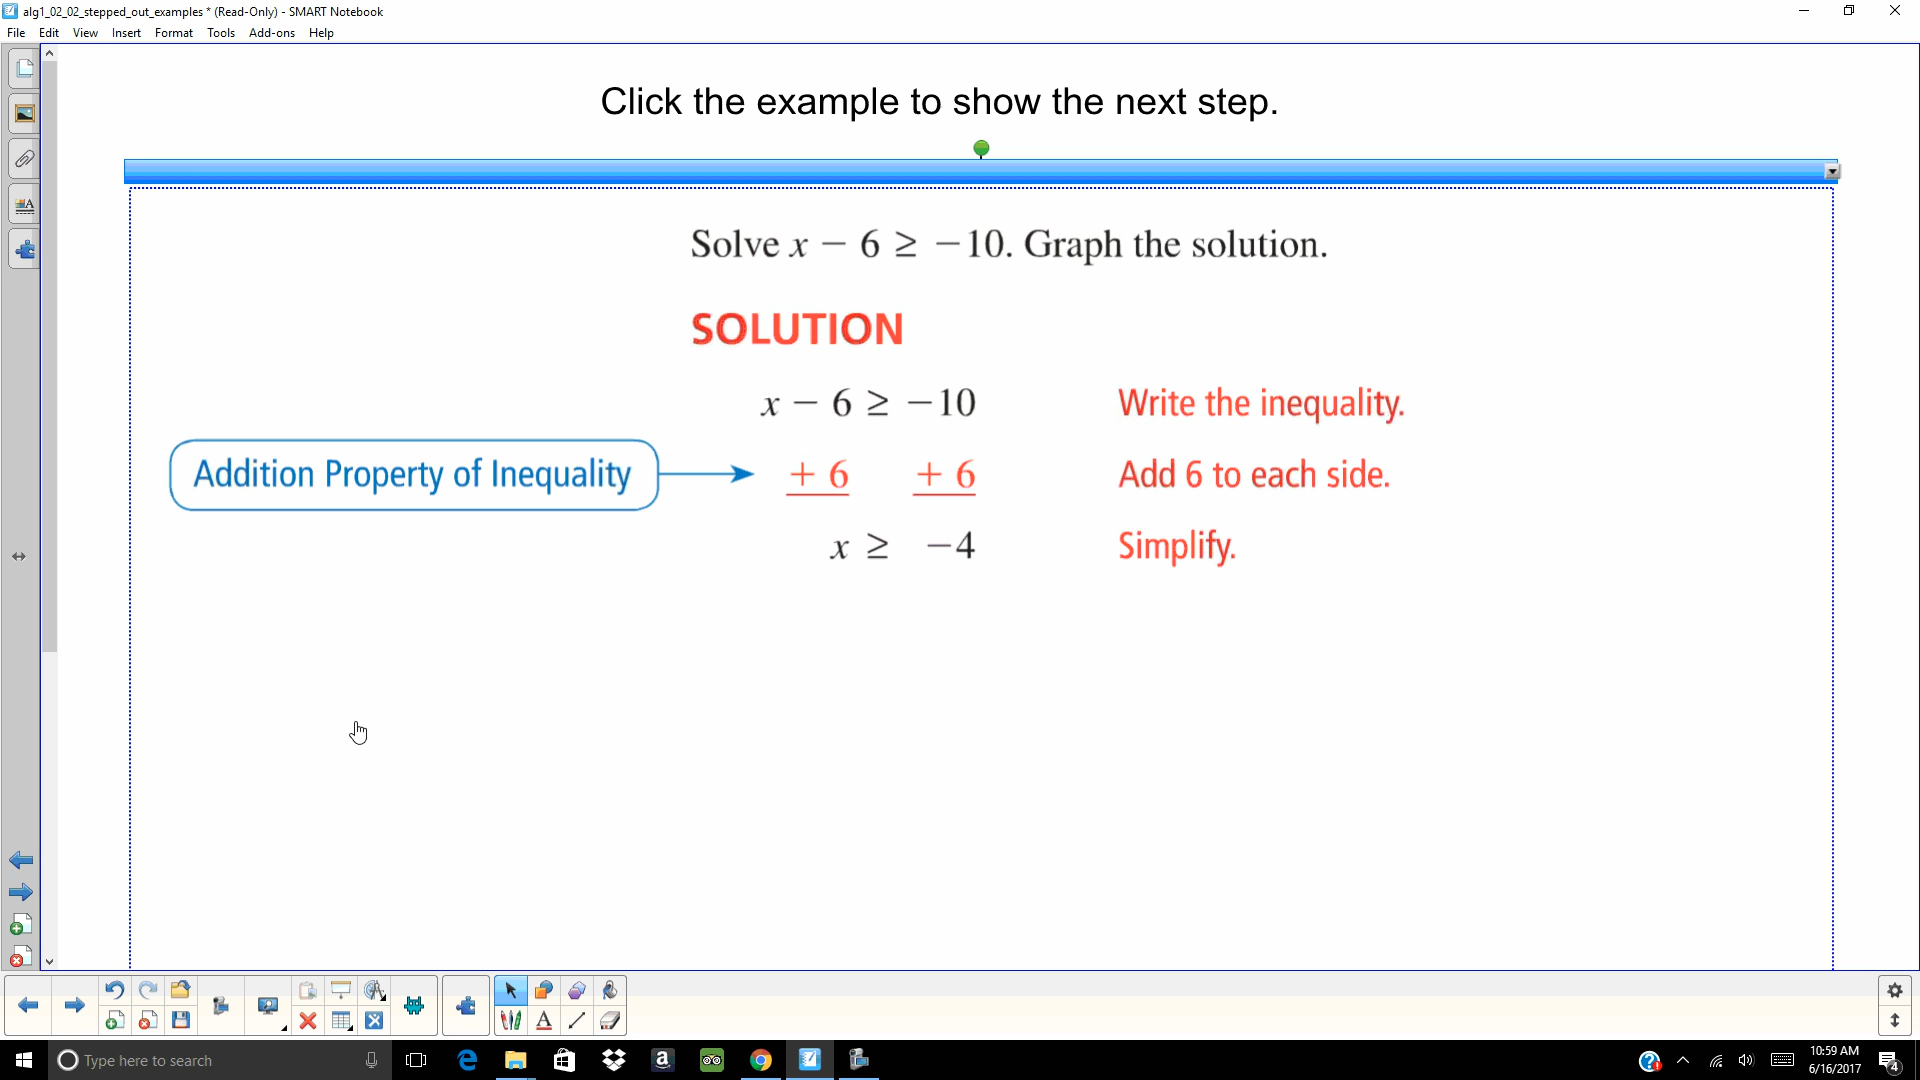 alg1_02_02_stepped_out_examples * (Read-Only) - SMART Notebook
File Edit View Insert Format Tools Add-ons Help
Click the example to show the next step.
Solve x − 6 ≥ −10. Graph the solution.
SOLUTION
x − 6 ≥ −10 Write the inequality.
Addition Property of Inequality + 6 + 6 Add 6 to each side.
x ≥ −4 Simplify.
Type here to search
10:59 AM
6/16/2017
4